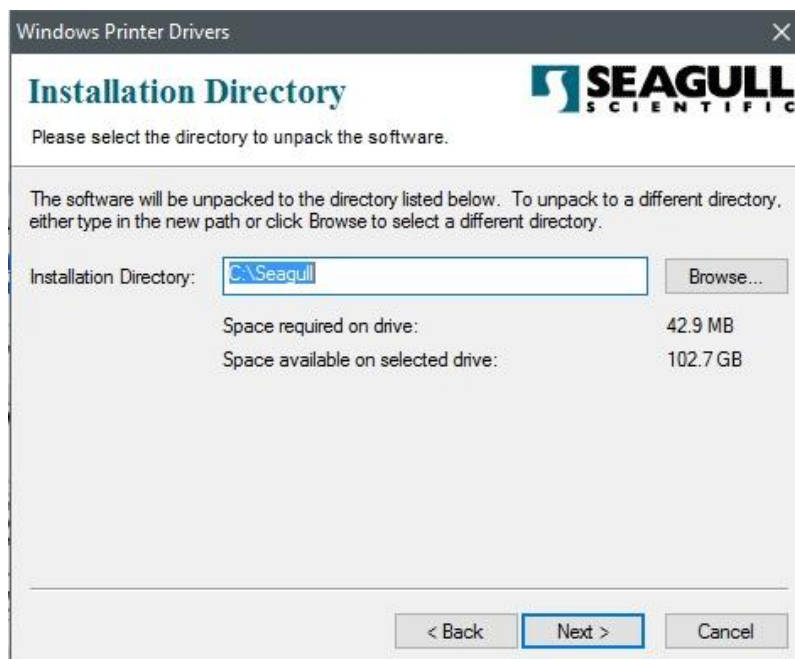 Windows Printer Drivers
Installation Directory
SEAGULL
SCIENTIFIC
Please select the directory to unpack the software.
The software will be unpacked to the directory listed below. To unpack to a different directory,
either type in the new path or click Browse to select a different directory.
Installation Directory: C:\Seagull Browse...
Space required on drive: 42.9 MB
Space available on selected drive: 102.7 GB
< Back Next > Cancel